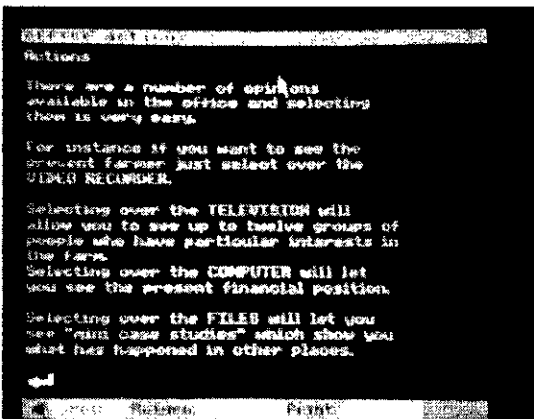 Actions
There are a number of opinions
available in the office and selecting
them is very easy.
For instance if you want to see the
present farmer just select over the
VIDEO RECORDER.
Selecting over the TELEVISION will
allow you to see up to twelve groups of
people who have particular interests in
the farm.
Selecting over the COMPUTER will let
you see the present financial position.
Selecting over the FILES will let you
see "mini case studies" which show you
what has happened in other places.
Print